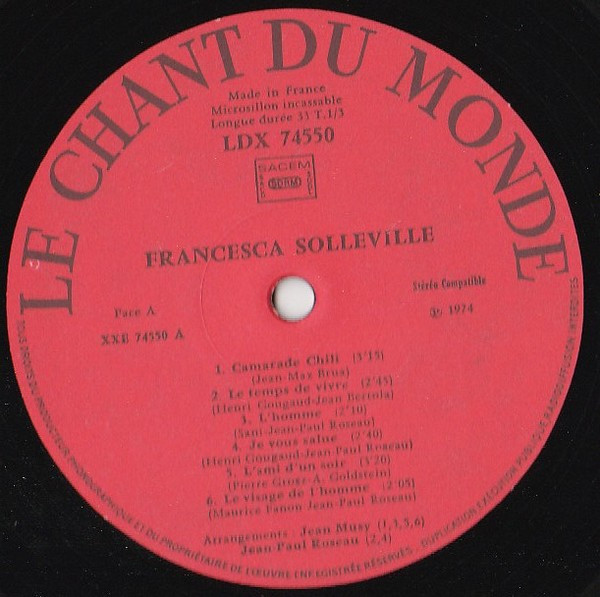 LE CHANT DU MONDE
Made in France
Microsillon incassable
Longue durée 33 T.1/3
LDX 74550
SACEM
SDRM
FRANCESCA SOLLEVILLE
Stéréo Compatible
Face A
℗ 1974
XXE 74550 A
1. Camarade Chili (3'15)
(Jean-Max Brua)
2. Le temps de vivre (2'45)
(Henri Gougaud-Jean Bertola)
3. L'homme (2'10)
(Sani-Jean-Paul Roseau)
4. Je vous salue (2'40)
(Henri Gougaud-Jean-Paul Roseau)
5. L'ami d'un soir (3'20)
(Pierre Grosz-A. Goldstein)
6. Le visage de l'homme (2'05)
(Maurice Fanon Jean-Paul Roseau)
Arrangements : Jean Musy (1,3,5,6)
Jean-Paul Roseau (2,4)
TOUS DROITS DU PRODUCTEUR PHONOGRAPHIQUE ET DU PROPRIÉTAIRE DE L'ŒUVRE ENREGISTRÉE RÉSERVÉS - DUPLICATION EXÉCUTION PUBLIQUE RADIODIFFUSION INTERDITES